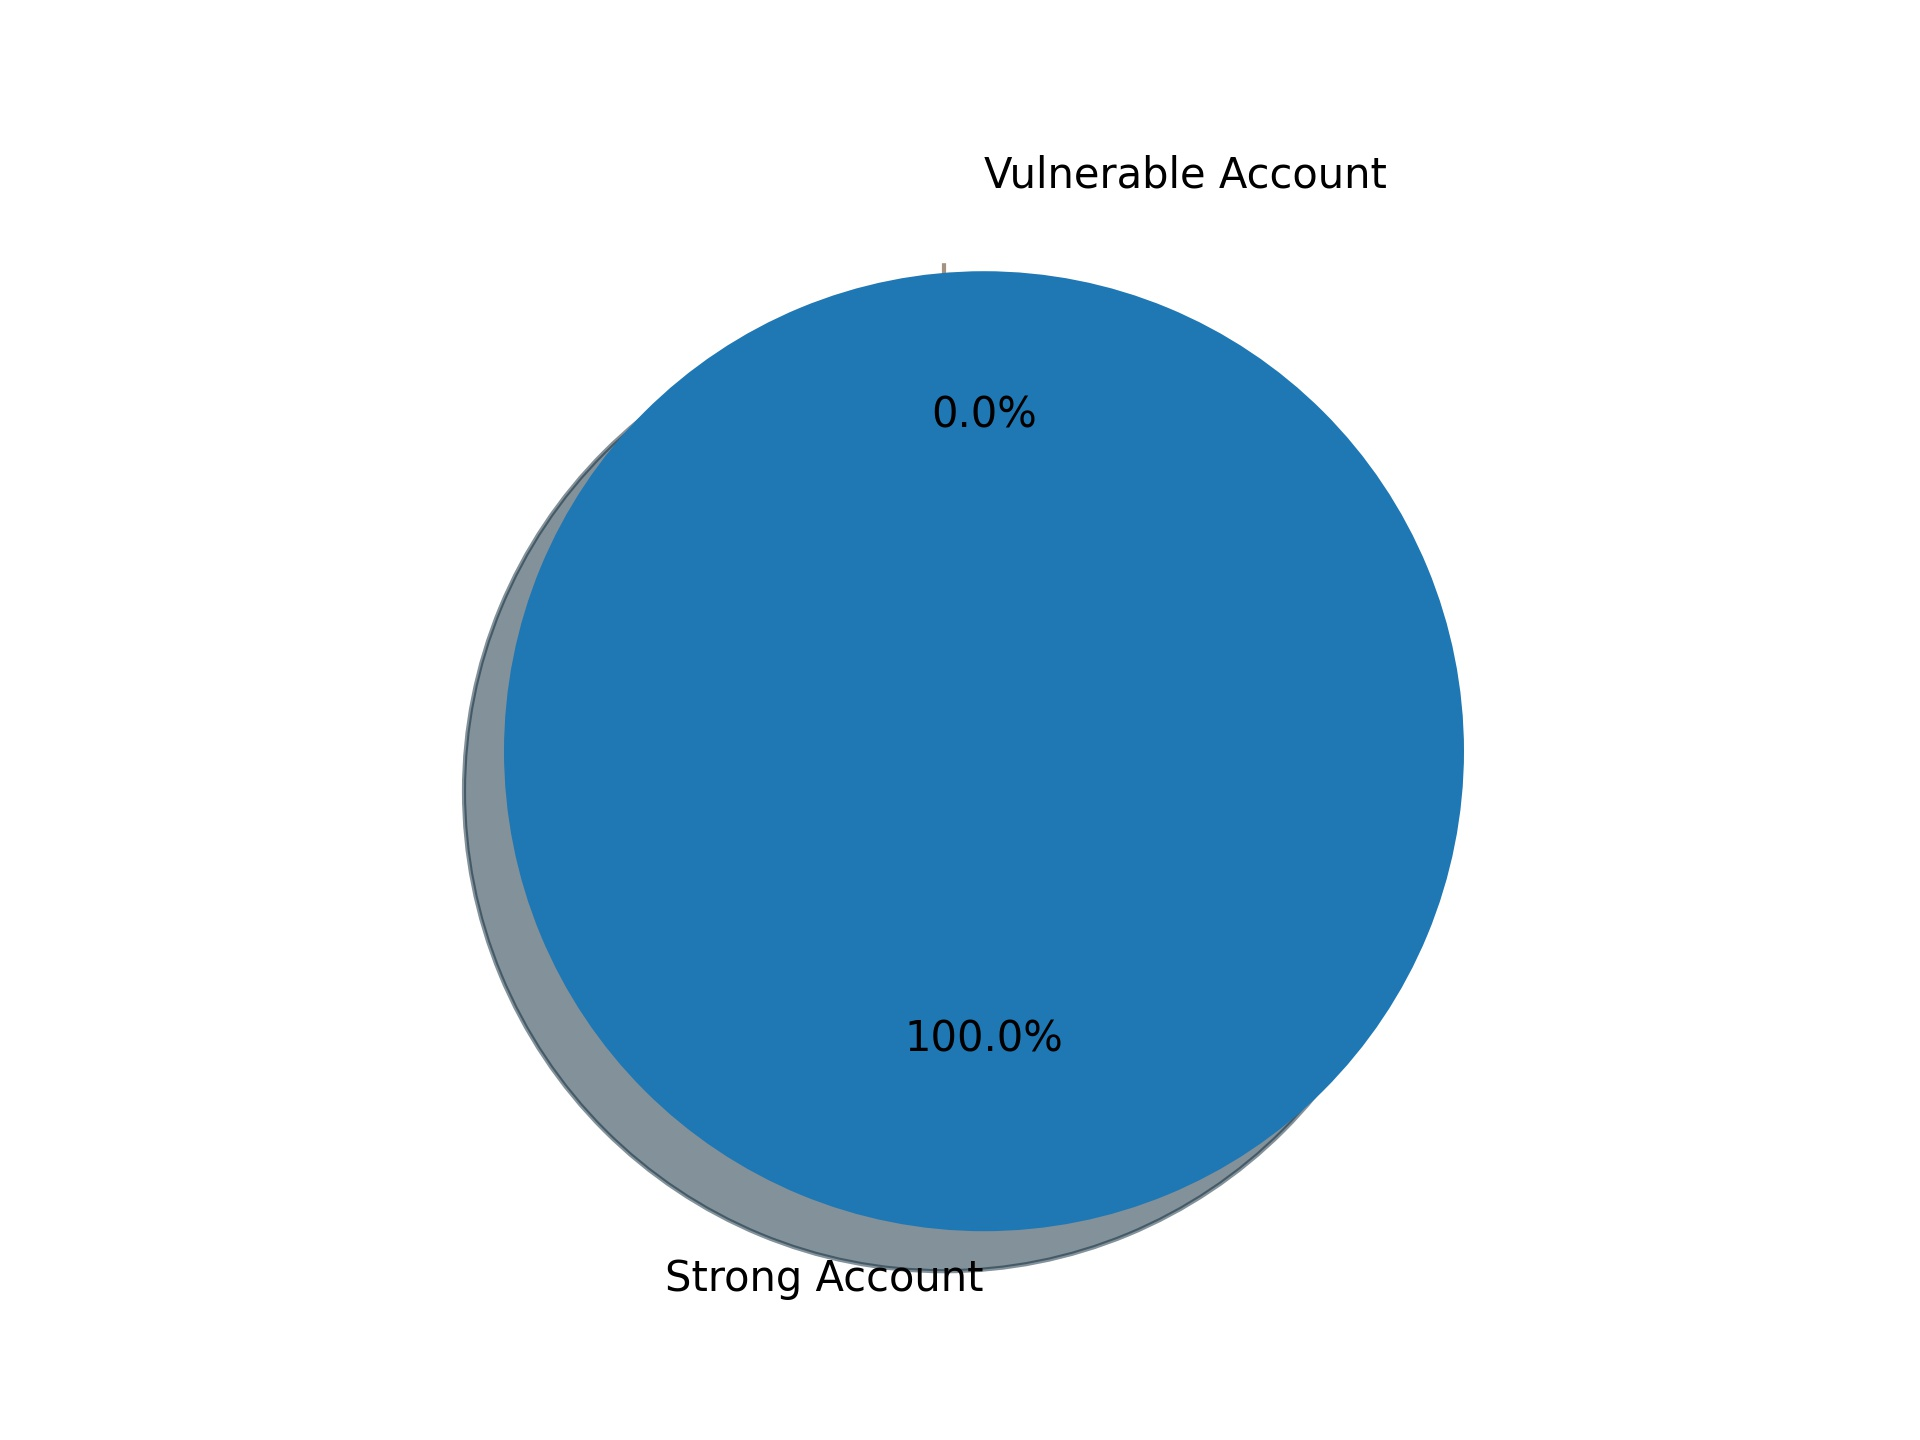 Vulnerable Account
0.0%
100.0%
Strong Account